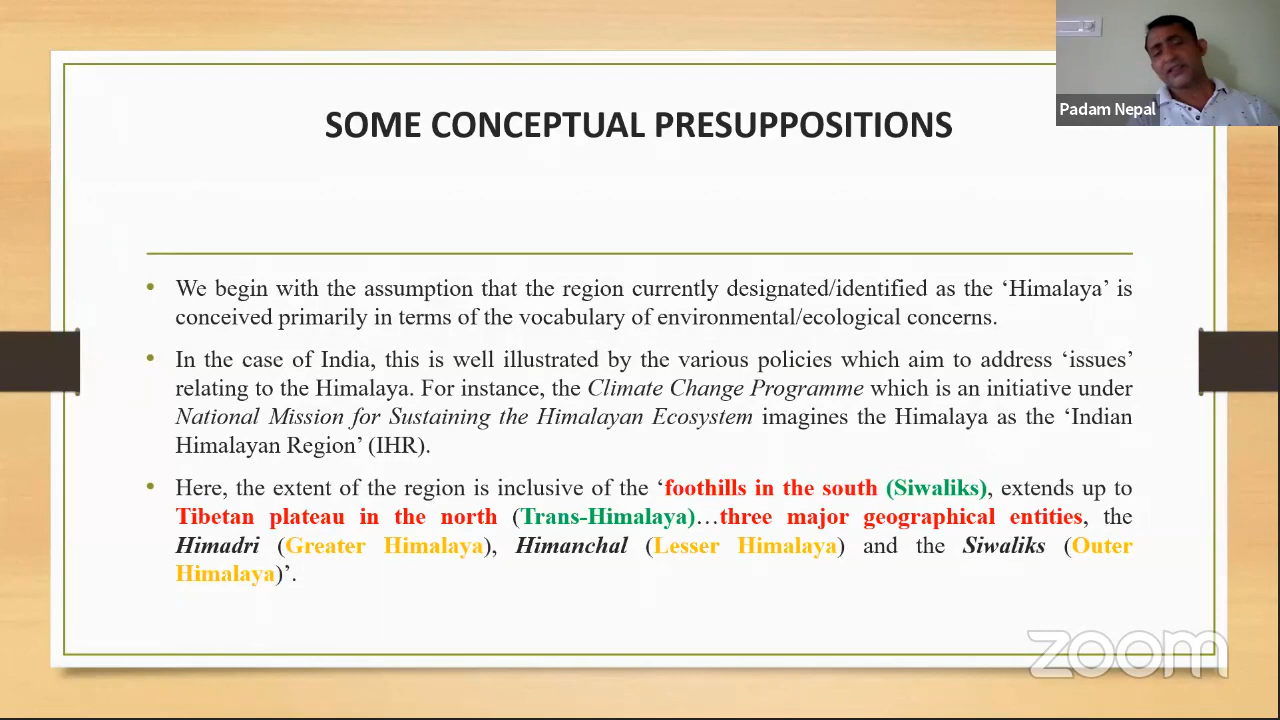 SOME CONCEPTUAL PRESUPPOSITIONS
Padam Nepal
• We begin with the assumption that the region currently designated/identified as the ‘Himalaya’ is
conceived primarily in terms of the vocabulary of environmental/ecological concerns.
• In the case of India, this is well illustrated by the various policies which aim to address ‘issues’
relating to the Himalaya. For instance, the Climate Change Programme which is an initiative under
National Mission for Sustaining the Himalayan Ecosystem imagines the Himalaya as the ‘Indian
Himalayan Region’ (IHR).
• Here, the extent of the region is inclusive of the ‘foothills in the south (Siwaliks), extends up to
Tibetan plateau in the north (Trans-Himalaya)…three major geographical entities, the
Himadri (Greater Himalaya), Himanchal (Lesser Himalaya) and the Siwaliks (Outer
Himalaya)’.
zoom